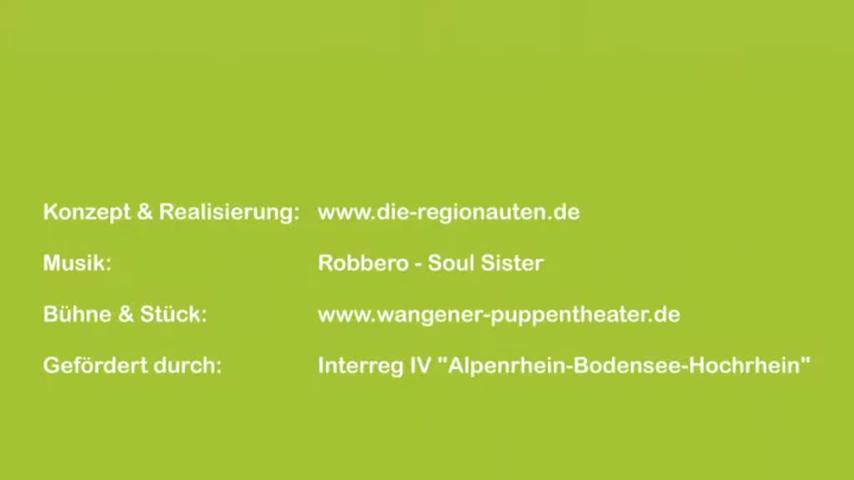 Konzept & Realisierung: www.die-regionauten.de
Musik: Robbero - Soul Sister
Bühne & Stück: www.wangener-puppentheater.de
Gefördert durch: Interreg IV "Alpenrhein-Bodensee-Hochrhein"